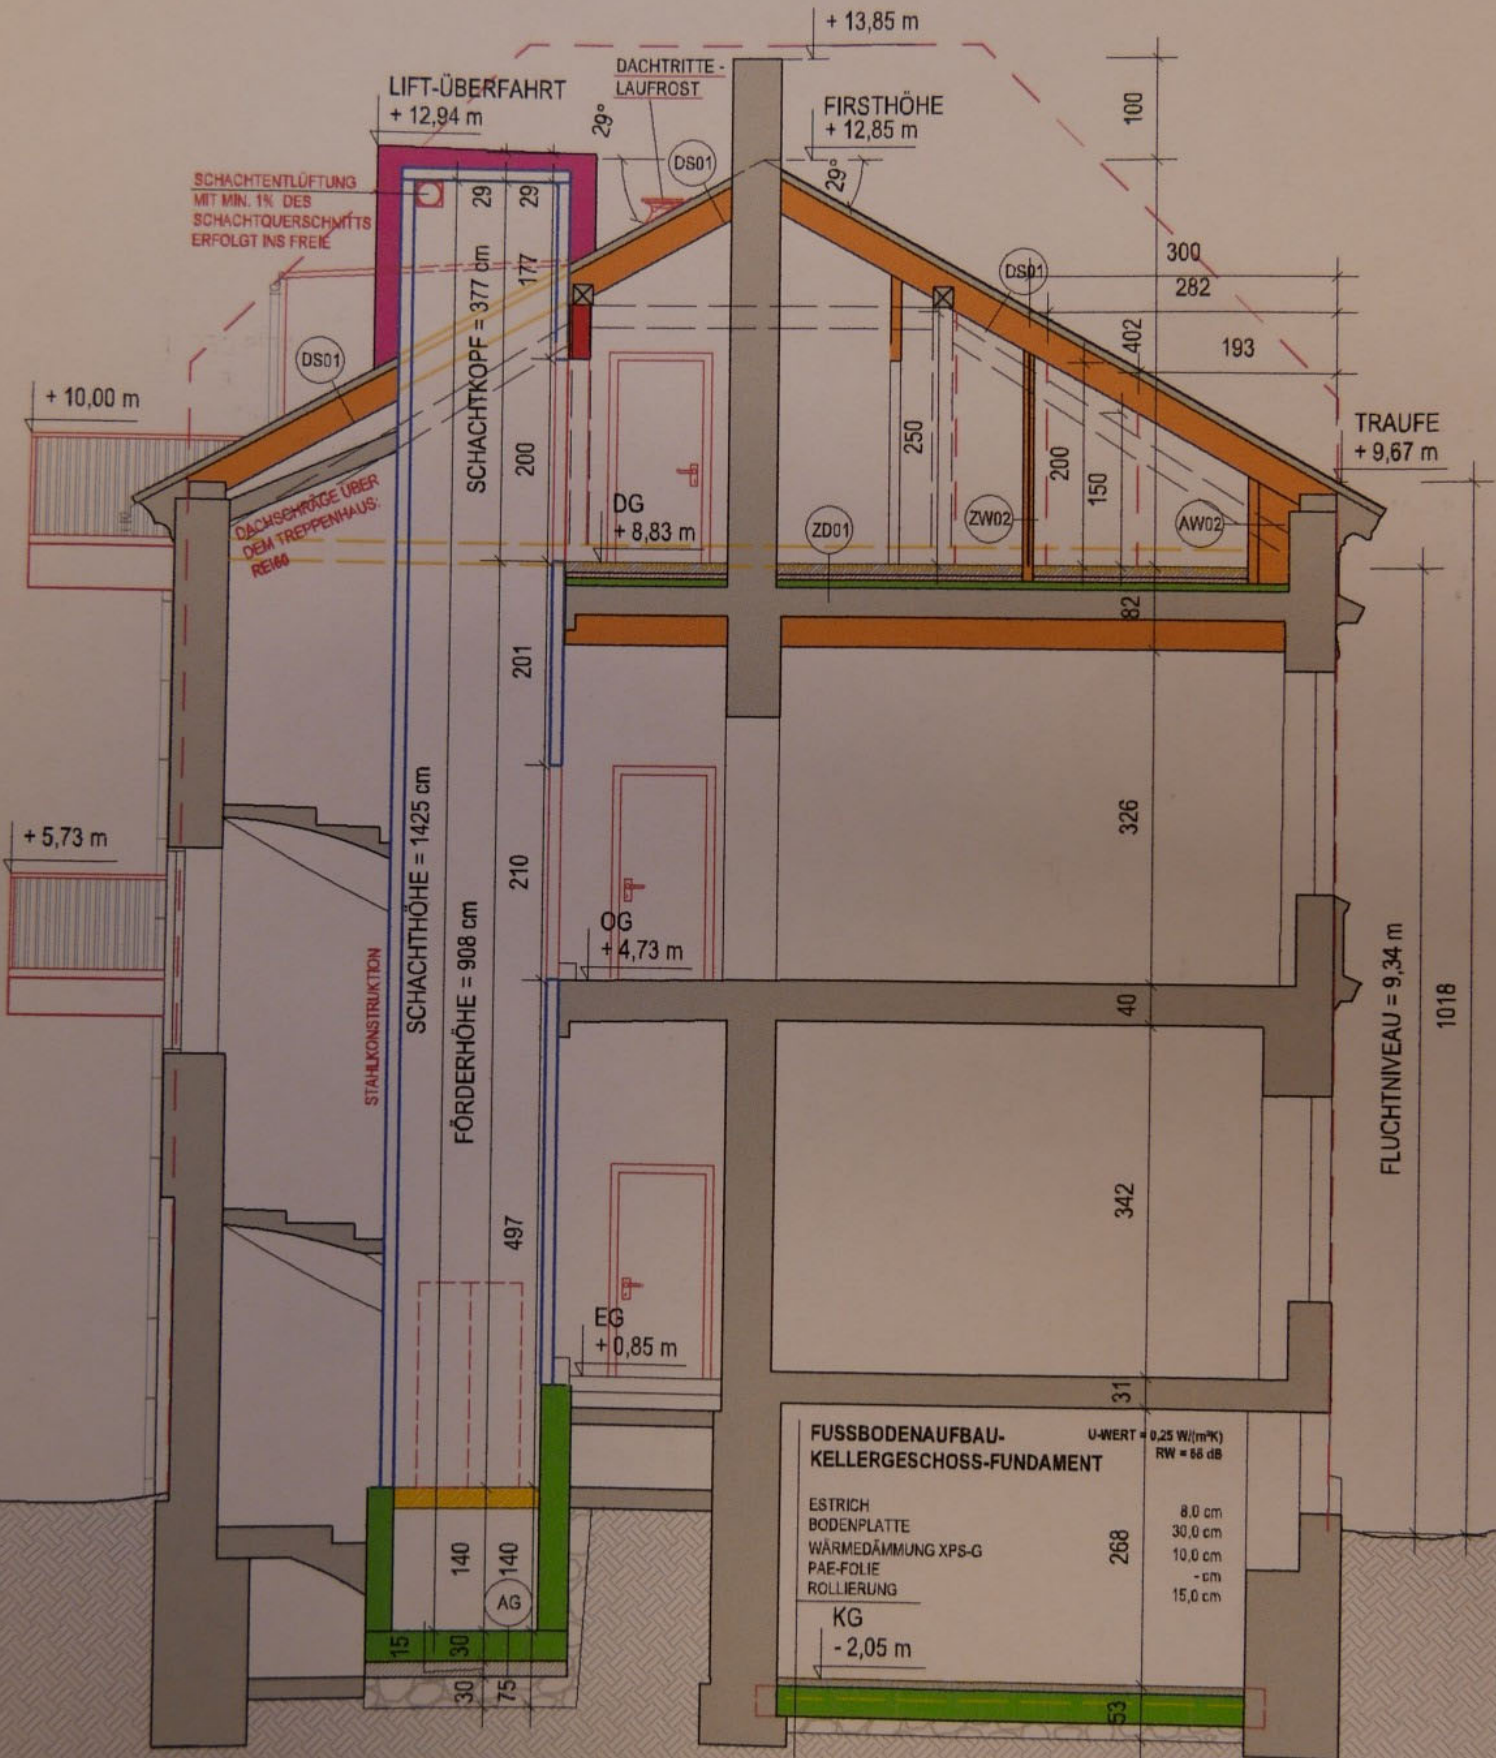 + 13,85 m
LIFT-ÜBERFAHRT
+ 12,94 m
DACHTRITTE -
LAUFROST
29°
DS01
FIRSTHÖHE
+ 12,85 m
29°
100
SCHACHTENTLÜFTUNG
MIT MIN. 1% DES
SCHACHTQUERSCHNITTS
ERFOLGT INS FREIE
29
29
177
SCHACHTKOPF = 377 cm
DS01
300
282
402
193
DS01
+ 10,00 m
TRAUFE
+ 9,67 m
200
250
200
150
DACHSCHRÄGE ÜBER
DEM TREPPENHAUS:
REI60
DG
+ 8,83 m
ZD01
ZW02
AW02
82
201
SCHACHTHÖHE = 1425 cm
326
+ 5,73 m
210
OG
+ 4,73 m
STAHLKONSTRUKTION
FÖRDERHÖHE = 908 cm
40
FLUCHTNIVEAU = 9,34 m
1018
342
497
EG
+ 0,85 m
31
FUSSBODENAUFBAU-
KELLERGESCHOSS-FUNDAMENT
U-WERT = 0,25 W/(m²K)
ESTRICH 8,0 cm
BODENPLATTE 30,0 cm
WÄRMEDÄMMUNG XPS-G 10,0 cm
PAE-FOLIE - cm
ROLLIERUNG 15,0 cm
268
KG
- 2,05 m
140
140
AG
15
30
30
75
53